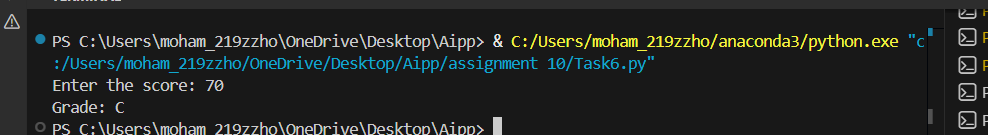 PS C:\Users\moham_219zzho\OneDrive\Desktop\Aipp> & C:/Users/moham_219zzho/anaconda3/python.exe "c
:/Users/moham_219zzho/OneDrive/Desktop/Aipp/assignment 10/Task6.py"
Enter the score: 70
Grade: C
PS C:\Users\moham_219zzho\OneDrive\Desktop\Aipp>